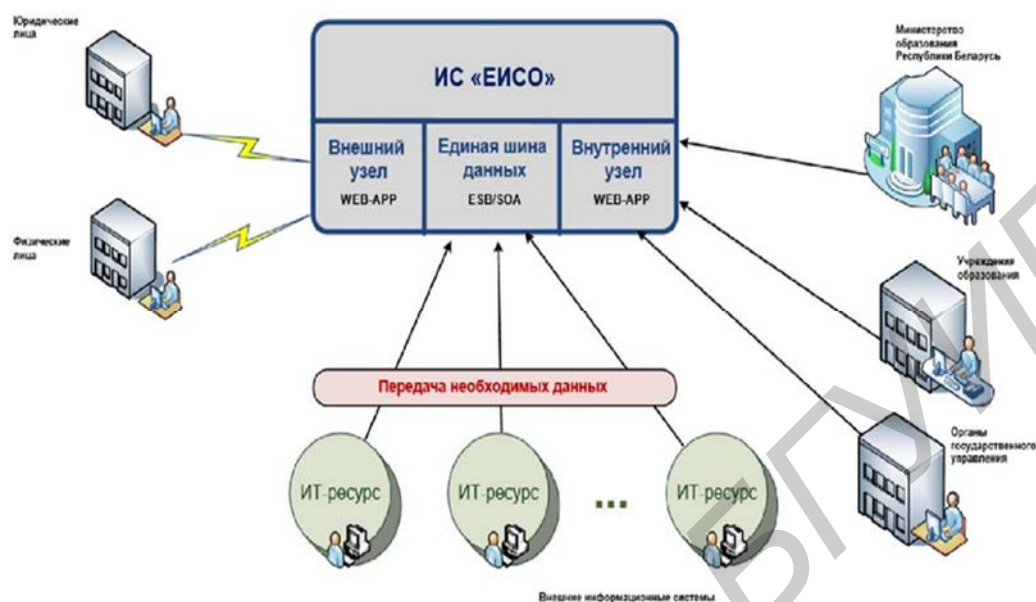 Юридические
лица
ИС «ЕИСО»
Министерство
образования
Республики Беларусь
Внешний
узел
WEB-APP
Единая шина
данных
ESB/SOA
Внутренний
узел
WEB-APP
Физические
лица
Учреждения
образования
Передача необходимых данных
Органы
государственного
управления
ИТ-ресурс
ИТ-ресурс
...
ИТ-ресурс
Внешние информационные системы
БГУИР